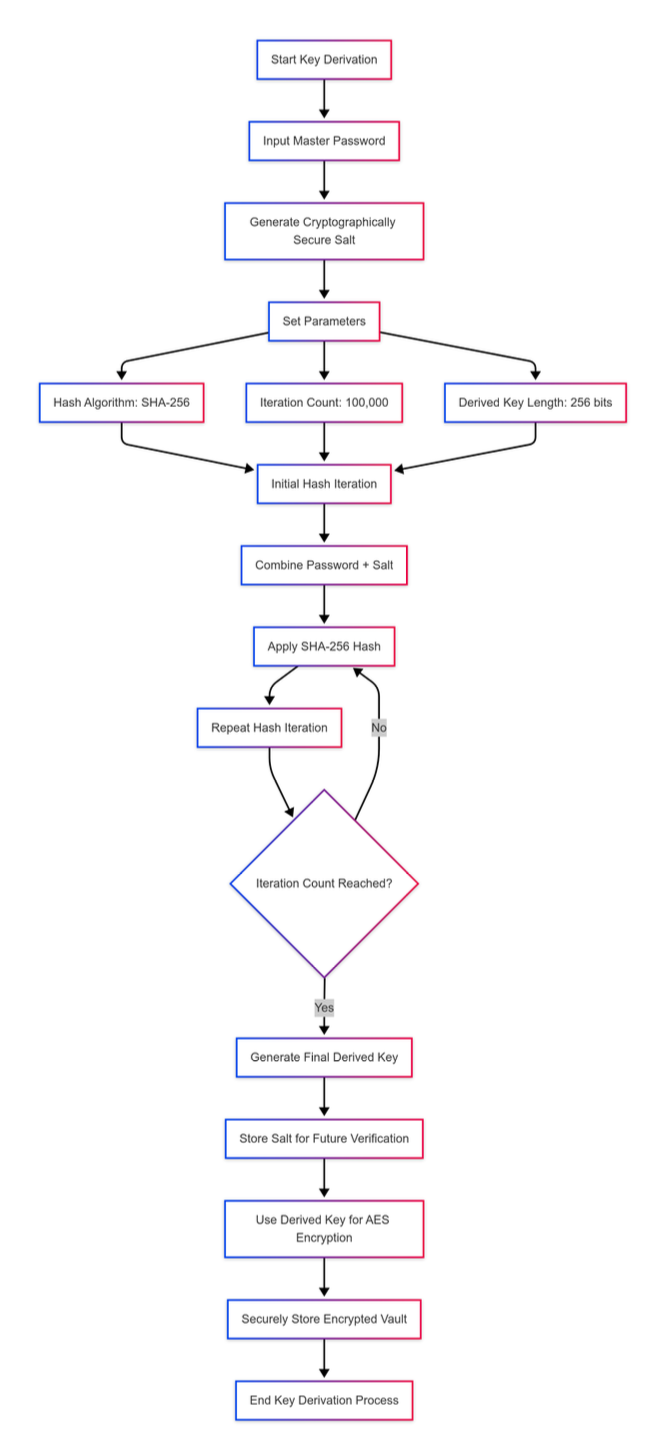 Start Key Derivation
Input Master Password
Generate Cryptographically
Secure Salt
Set Parameters
Hash Algorithm: SHA-256
Iteration Count: 100,000
Derived Key Length: 256 bits
Initial Hash Iteration
Combine Password + Salt
Apply SHA-256 Hash
Repeat Hash Iteration
No
Iteration Count Reached?
Yes
Generate Final Derived Key
Store Salt for Future Verification
Use Derived Key for AES
Encryption
Securely Store Encrypted Vault
End Key Derivation Process